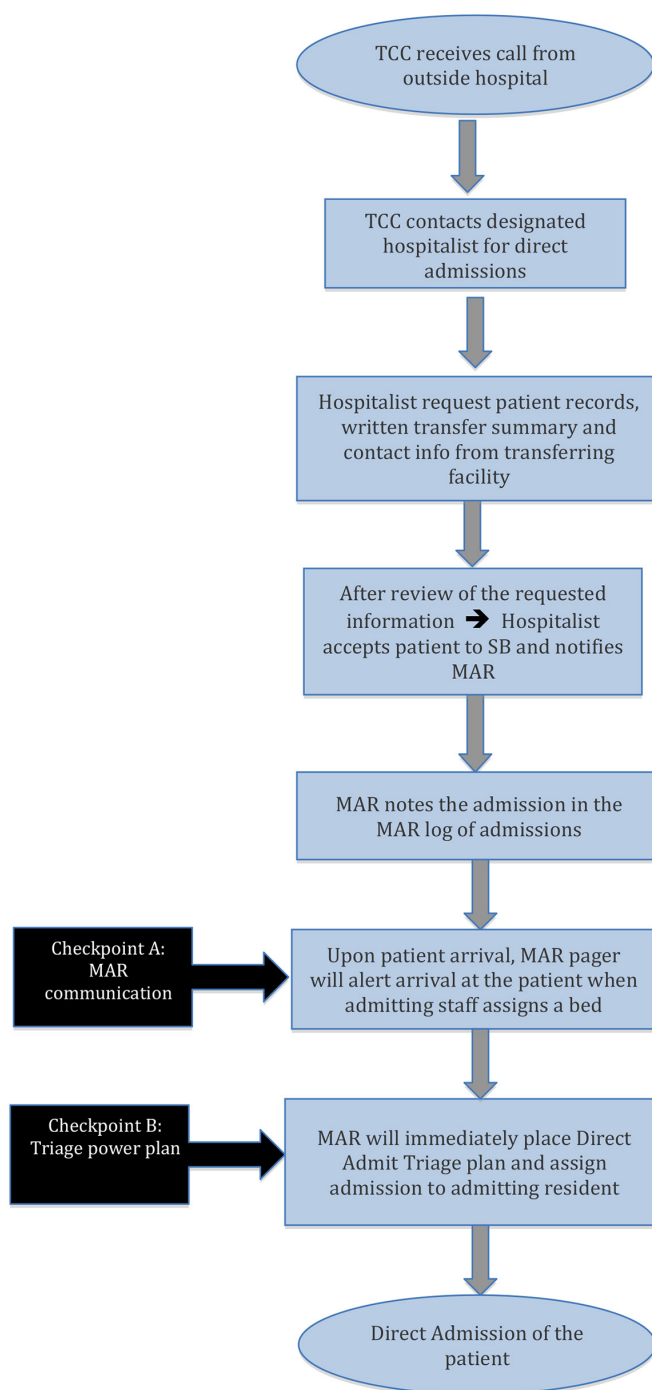 TCC receives call from
outside hospital
TCC contacts designated
hospitalist for direct
admissions
Hospitalist request patient records,
written transfer summary and
contact info from transferring
facility
After review of the requested
information ➔ Hospitalist
accepts patient to SB and notifies
MAR
MAR notes the admission in the
MAR log of admissions
Checkpoint A:
MAR
communication
Upon patient arrival, MAR pager
will alert arrival at the patient when
admitting staff assigns a bed
Checkpoint B:
Triage power plan
MAR will immediately place Direct
Admit Triage plan and assign
admission to admitting resident
Direct Admission of the
patient